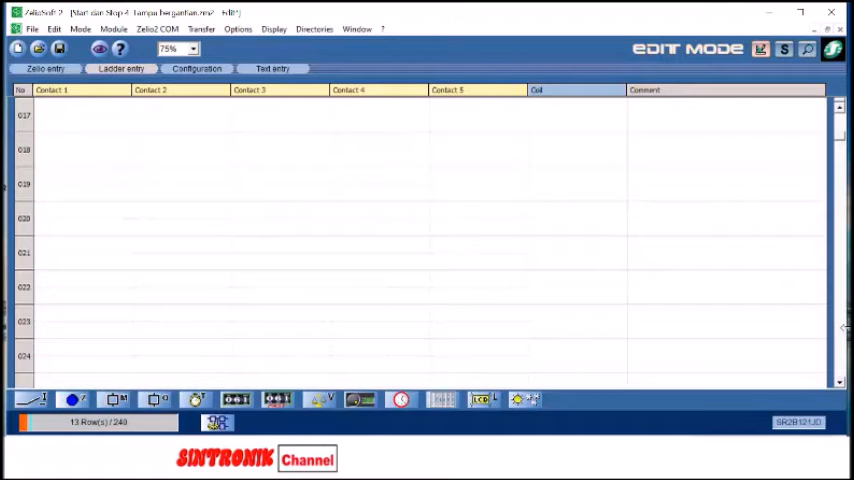 ZelioSoft 2 - [Start dan Stop 4 Lampu bergantian.zm2 - Edit*]
File Edit Mode Module Zelio2 COM Transfer Options Display Directories Window ?
75% EDIT MODE S
Zelio entry Ladder entry Configuration Text entry
No Contact 1 Contact 2 Contact 3 Contact 4 Contact 5 Coil Comment
017
018
019
020
021
022
023
024
I Z M Q T V LCD L
13 Row(s) / 240 SR2B121JD
SINTRONIK Channel